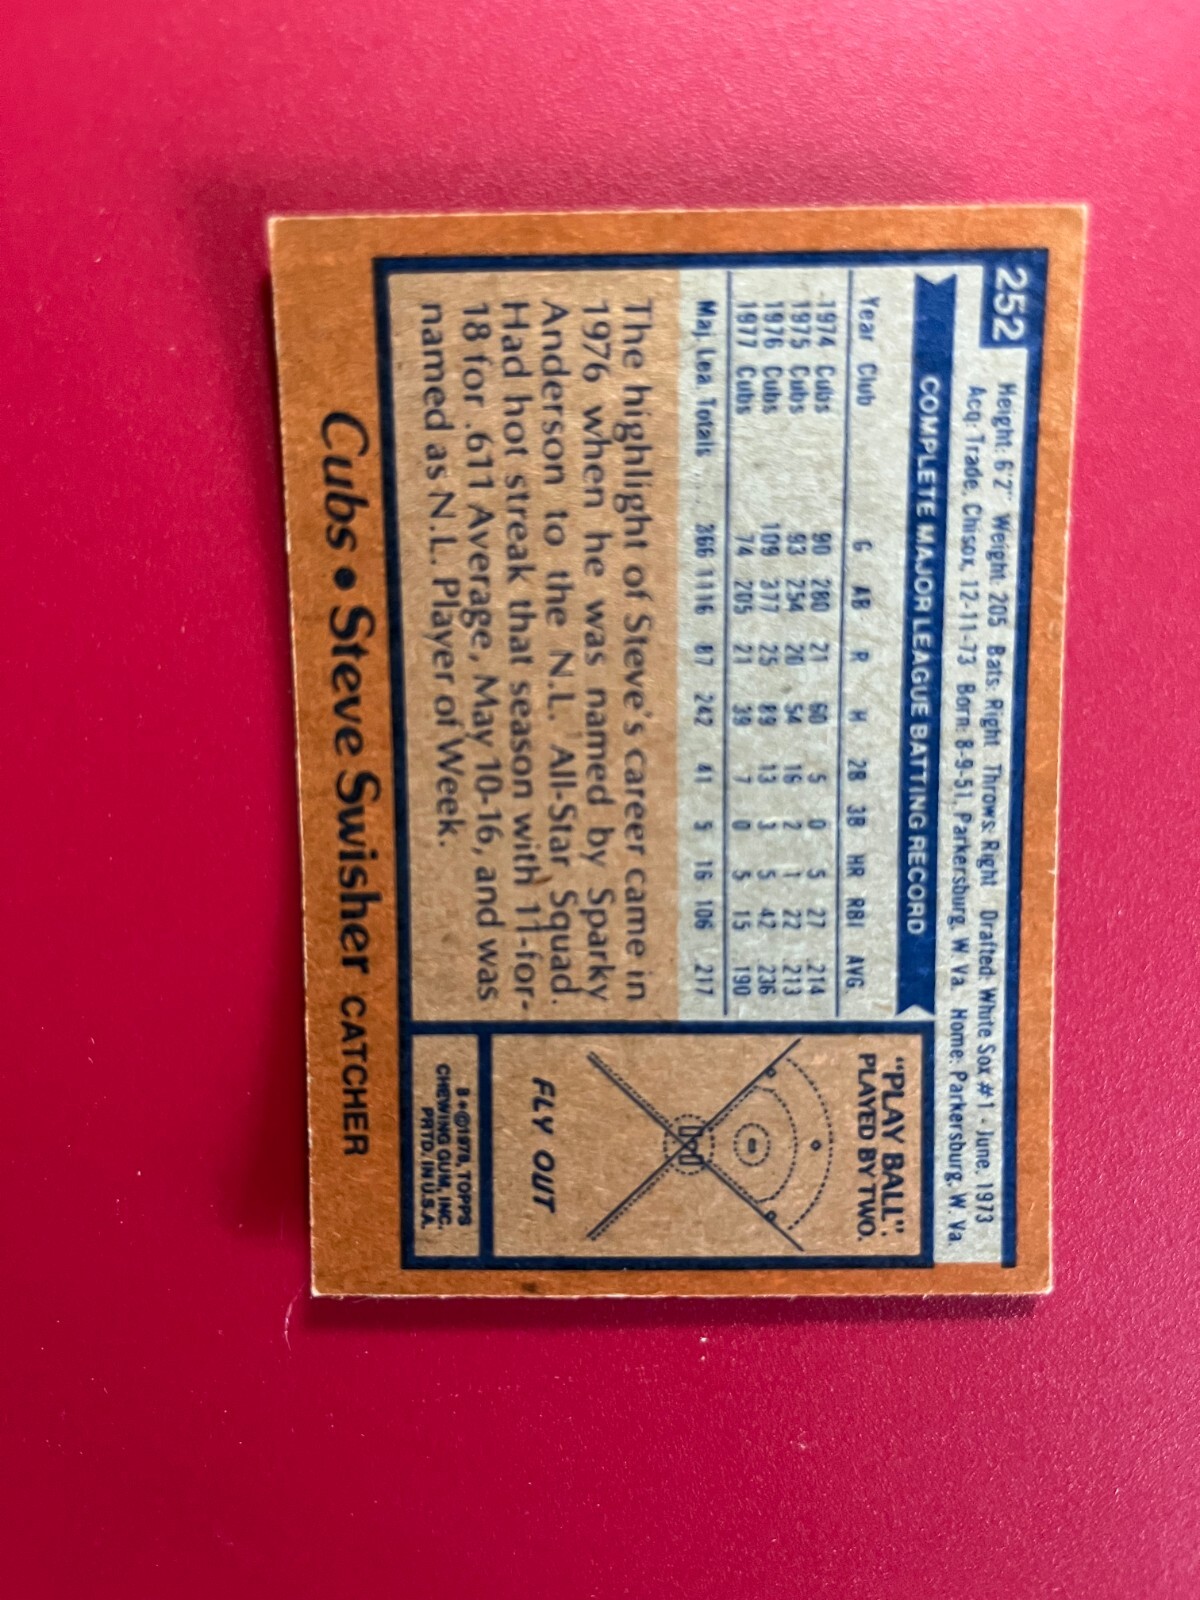 252
Height: 6'2" Weight: 205 Bats: Right Throws: Right Drafted: White Sox #1 - June, 1973
Acq: Trade, Chisox, 12-11-73 Born: 8-9-51, Parkersburg, W. Va. Home: Parkersburg, W. Va.
COMPLETE MAJOR LEAGUE BATTING RECORD
Year Club G AB R H 2B 3B HR RBI AVG.
1974 Cubs 90 280 21 60 5 0 5 27 .214
1975 Cubs 93 254 20 54 16 2 1 22 .213
1976 Cubs 109 377 25 89 13 3 5 42 .236
1977 Cubs 74 205 21 39 7 0 5 15 .190
Maj. Lea. Totals 366 1116 87 242 41 5 16 106 .217
The highlight of Steve's career came in
1976 when he was named by Sparky
Anderson to the N.L. All-Star Squad.
Had hot streak that season with 11-for-
18 for .611 Average, May 10-16, and was
named as N.L. Player of Week.
"PLAY BALL".
PLAYED BY TWO.
FLY OUT
B*©1978, TOPPS
CHEWING GUM, INC.
PRTD. IN U.S.A.
Cubs • Steve Swisher CATCHER